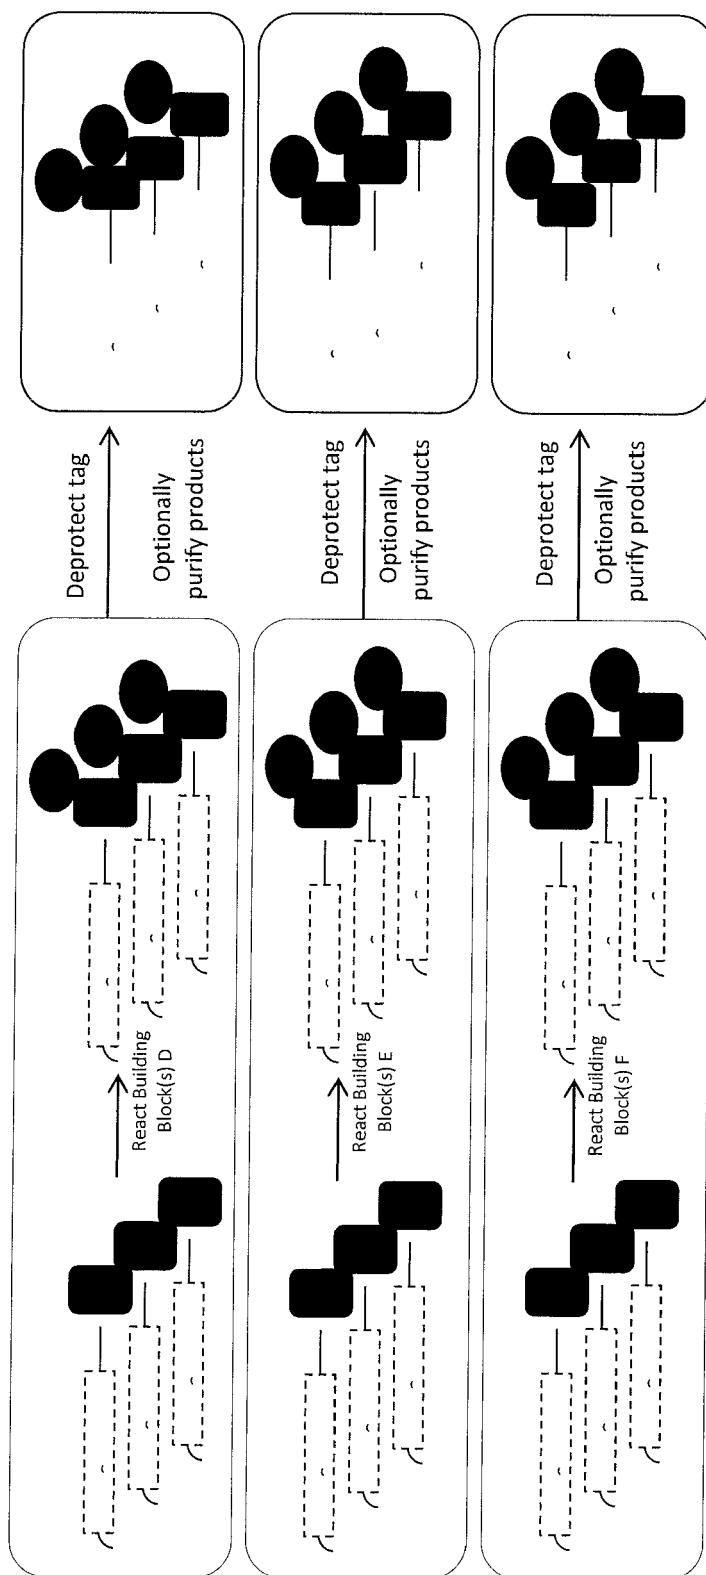 Deprotect tag
Optionally
purify products
Deprotect tag
Optionally
purify products
Deprotect tag
Optionally
purify products
React Building
Block(s) D
React Building
Block(s) E
React Building
Block(s) F